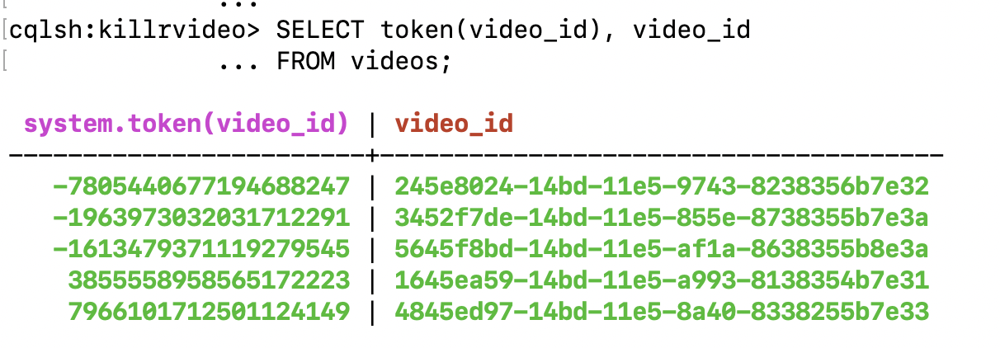 ...
[cqlsh:killrvideo> SELECT token(video_id), video_id
[ ... FROM videos;
system.token(video_id) | video_id
------------------------+--------------------------------------
-7805440677194688247 | 245e8024-14bd-11e5-9743-8238356b7e32
-1963973032031712291 | 3452f7de-14bd-11e5-855e-8738355b7e3a
-1613479371119279545 | 5645f8bd-14bd-11e5-af1a-8638355b8e3a
3855558958565172223 | 1645ea59-14bd-11e5-a993-8138354b7e31
7966101712501124149 | 4845ed97-14bd-11e5-8a40-8338255b7e33